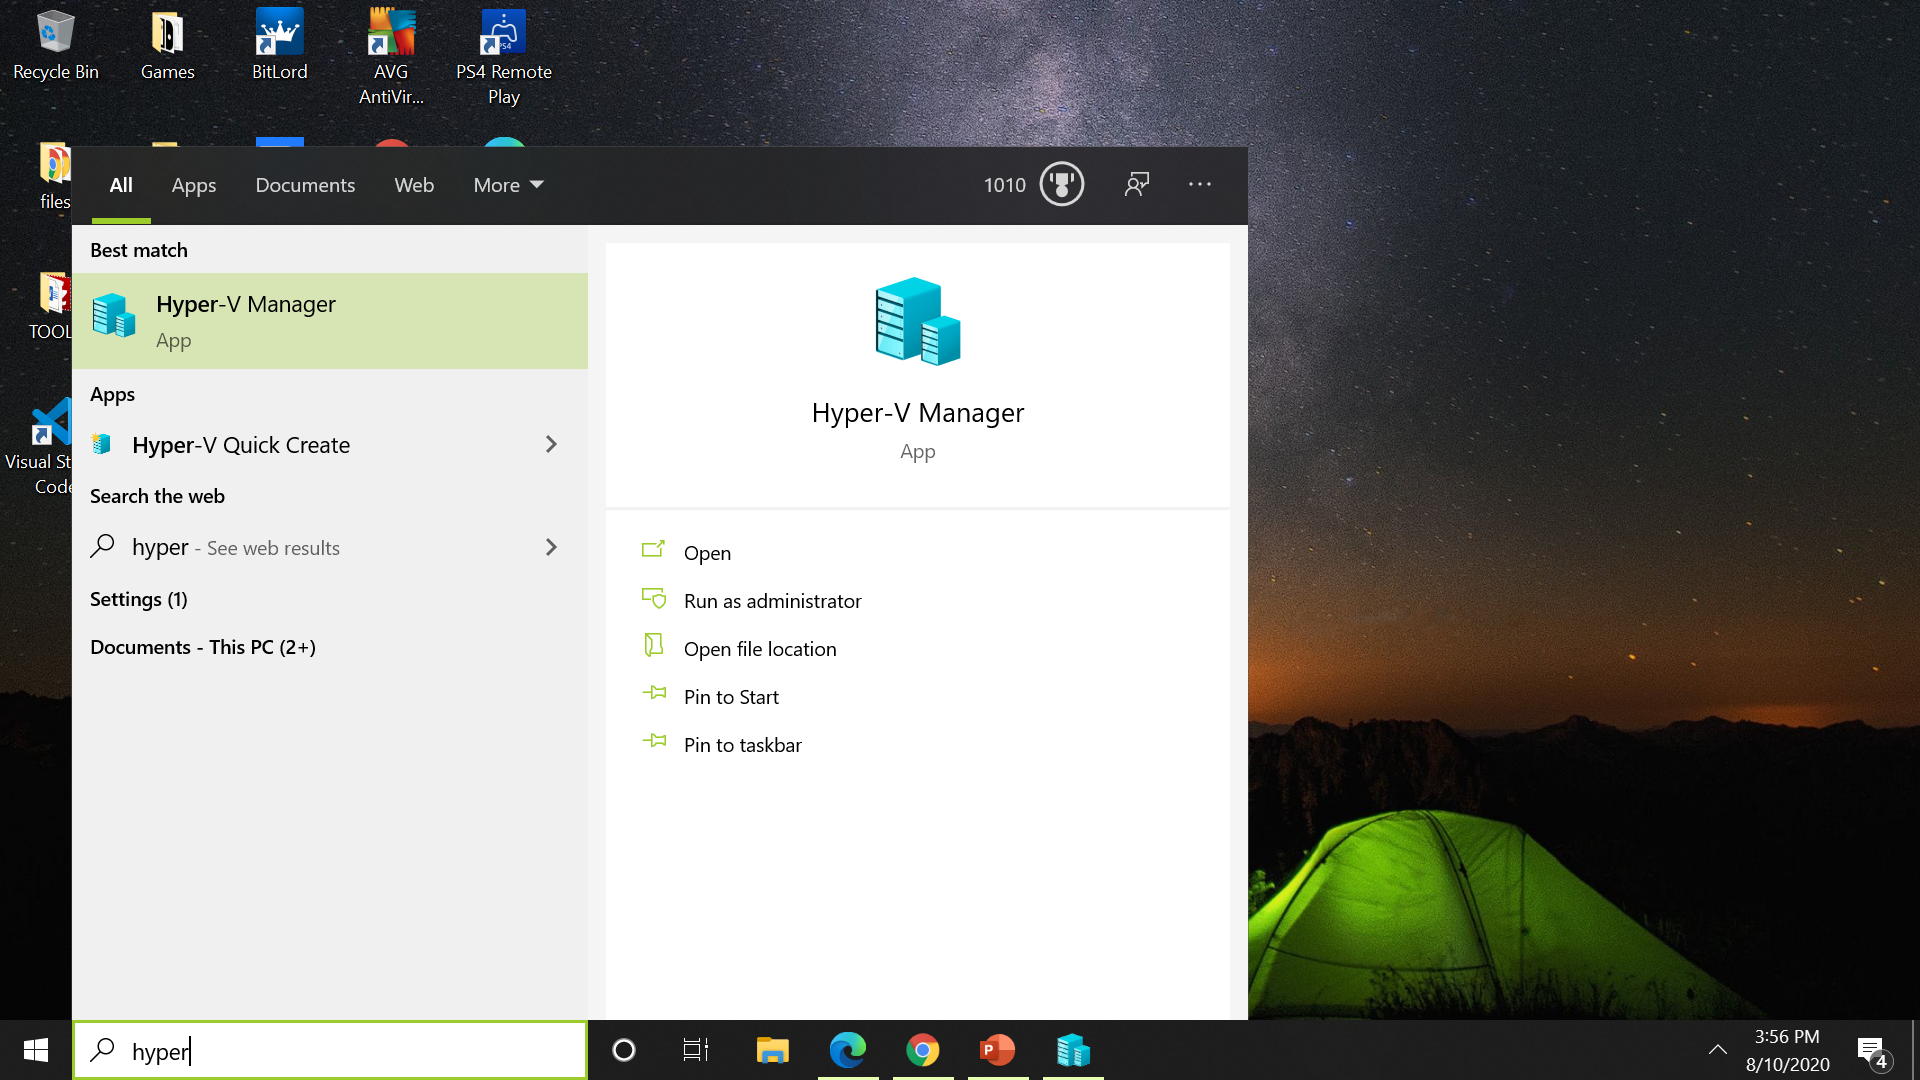 Recycle Bin
Games
BitLord
AVG
AntiVir...
PS4 Remote
Play
PS4
files
TOOL
Visual St
Code
All
Apps
Documents
Web
More
1010
Best match
Hyper-V Manager
App
Apps
Hyper-V Quick Create
Search the web
hyper - See web results
Settings (1)
Documents - This PC (2+)
Hyper-V Manager
App
Open
Run as administrator
Open file location
Pin to Start
Pin to taskbar
hyper
P
3:56 PM
8/10/2020
4